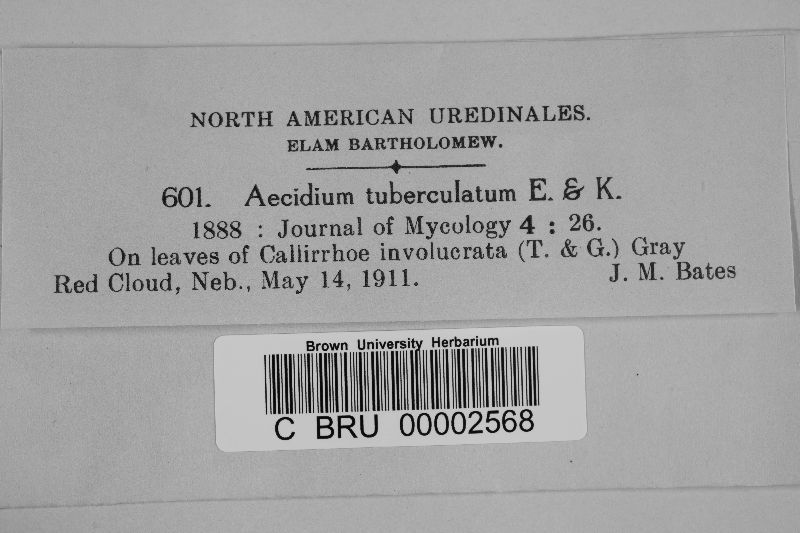 NORTH AMERICAN UREDINALES.
ELAM BARTHOLOMEW.
601. Aecidium tuberculatum E. & K.
1888 : Journal of Mycology 4 : 26.
On leaves of Callirrhoe involucrata (T. & G.) Gray
Red Cloud, Neb., May 14, 1911. J. M. Bates
Brown University Herbarium
C BRU 00002568